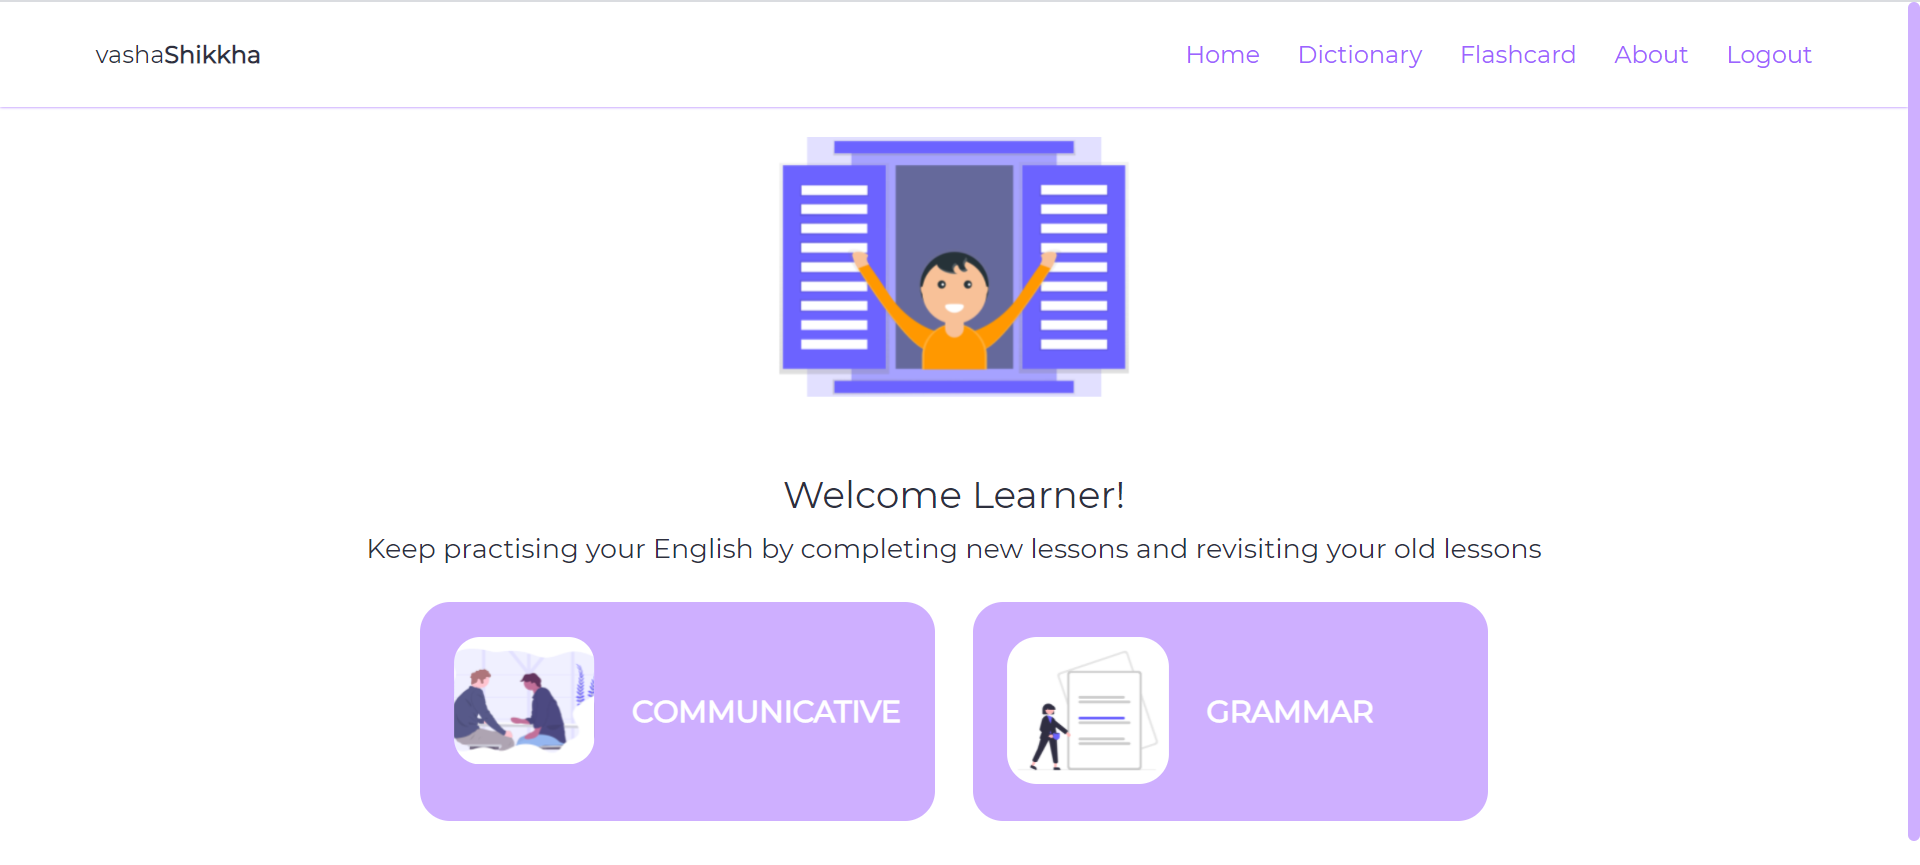 vashaShikkha
Home Dictionary Flashcard About Logout
Welcome Learner!
Keep practising your English by completing new lessons and revisiting your old lessons
COMMUNICATIVE
GRAMMAR